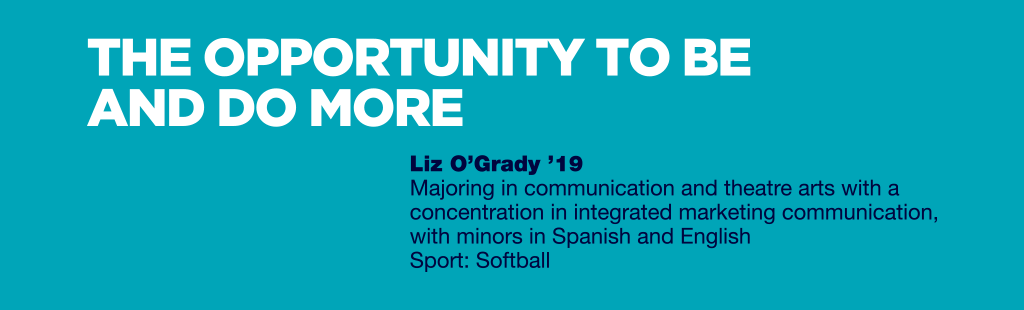 THE OPPORTUNITY TO BE
AND DO MORE
Liz O’Grady ’19
Majoring in communication and theatre arts with a
concentration in integrated marketing communication,
with minors in Spanish and English
Sport: Softball